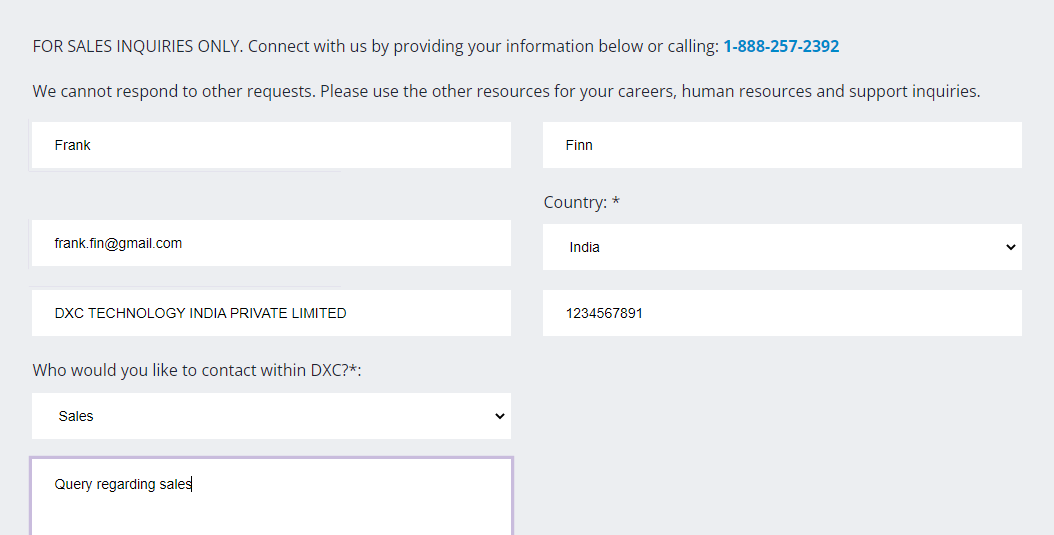 FOR SALES INQUIRIES ONLY. Connect with us by providing your information below or calling: 1-888-257-2392
We cannot respond to other requests. Please use the other resources for your careers, human resources and support inquiries.
Frank
Finn
Country: *
frank.fin@gmail.com
India
DXC TECHNOLOGY INDIA PRIVATE LIMITED
1234567891
Who would you like to contact within DXC?*:
Sales
Query regarding sales